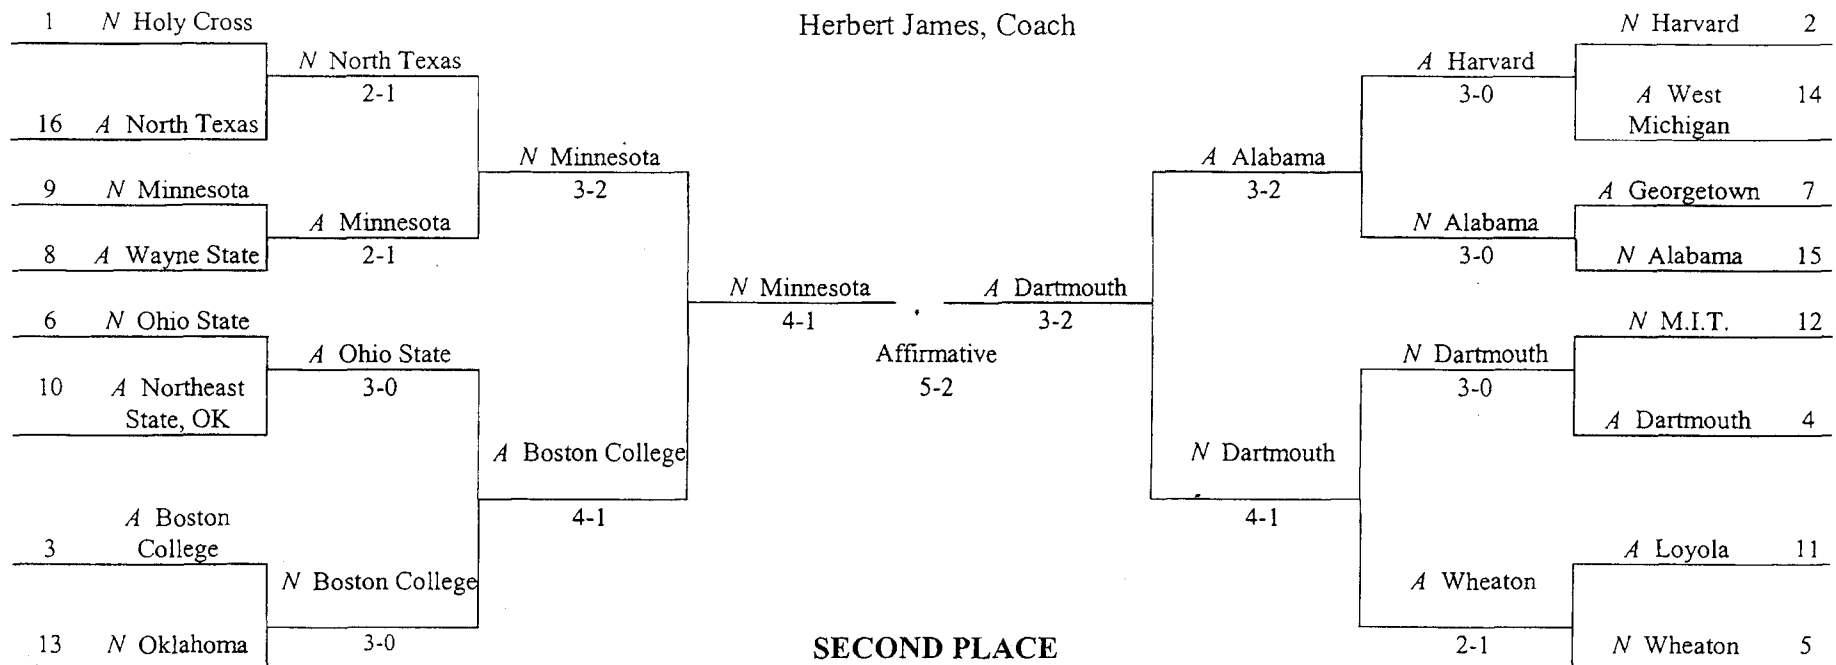 Herbert James, Coach
1 N Holy Cross
N North Texas
2-1
16 A North Texas
N Minnesota
3-2
9 N Minnesota
A Minnesota
2-1
8 A Wayne State
N Minnesota
4-1
6 N Ohio State
A Ohio State
3-0
10 A Northeast
State, OK
A Boston College
4-1
A Boston
3 College
N Boston College
3-0
13 N Oklahoma
A Dartmouth
3-2
Affirmative
5-2
N Harvard 2
A Harvard
3-0
A West 14
Michigan
A Alabama
3-2
A Georgetown 7
N Alabama
3-0
N Alabama 15
N M.I.T. 12
N Dartmouth
3-0
A Dartmouth 4
N Dartmouth
4-1
A Loyola 11
A Wheaton
2-1
N Wheaton 5
SECOND PLACE